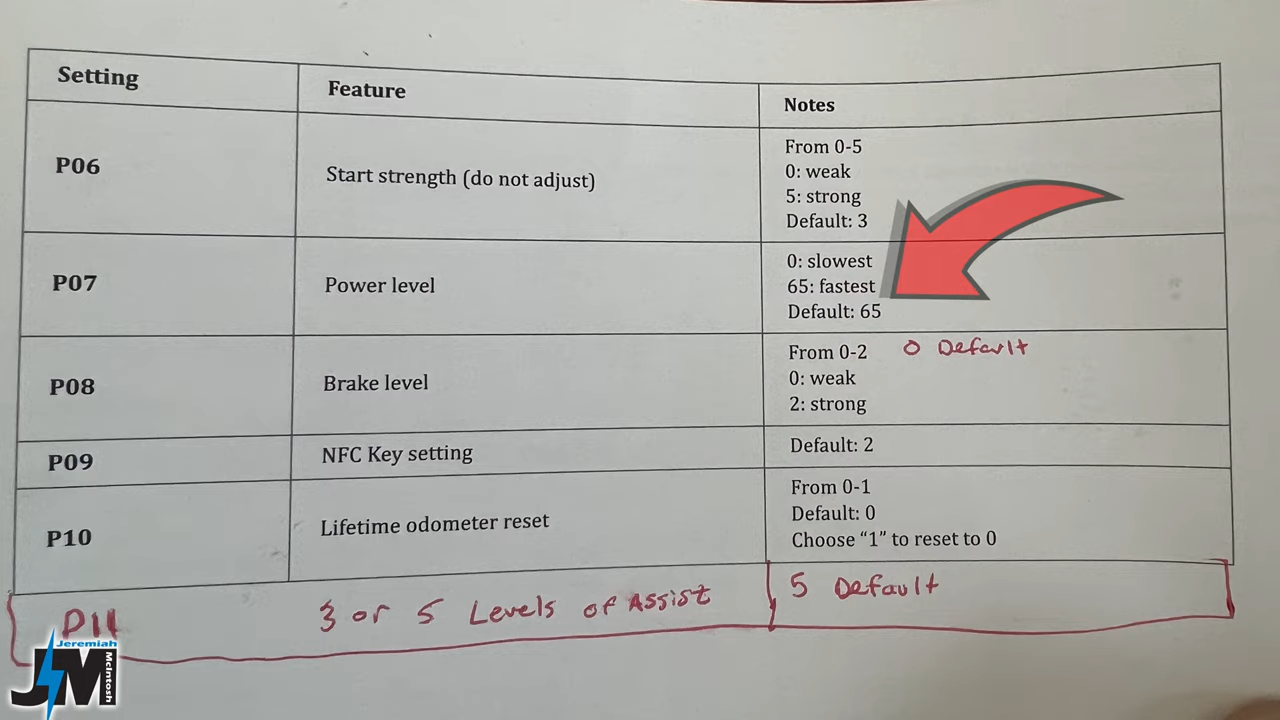 Setting Feature Notes
P06 Start strength (do not adjust) From 0-5
0: weak
5: strong
Default: 3
P07 Power level 0: slowest
65: fastest
Default: 65
P08 Brake level From 0-2 0 Default
0: weak
2: strong
P09 NFC Key setting Default: 2
P10 Lifetime odometer reset From 0-1
Default: 0
Choose “1” to reset to 0
P11 3 or 5 Levels of Assist 5 Default
Jeremiah
JM
McIntosh